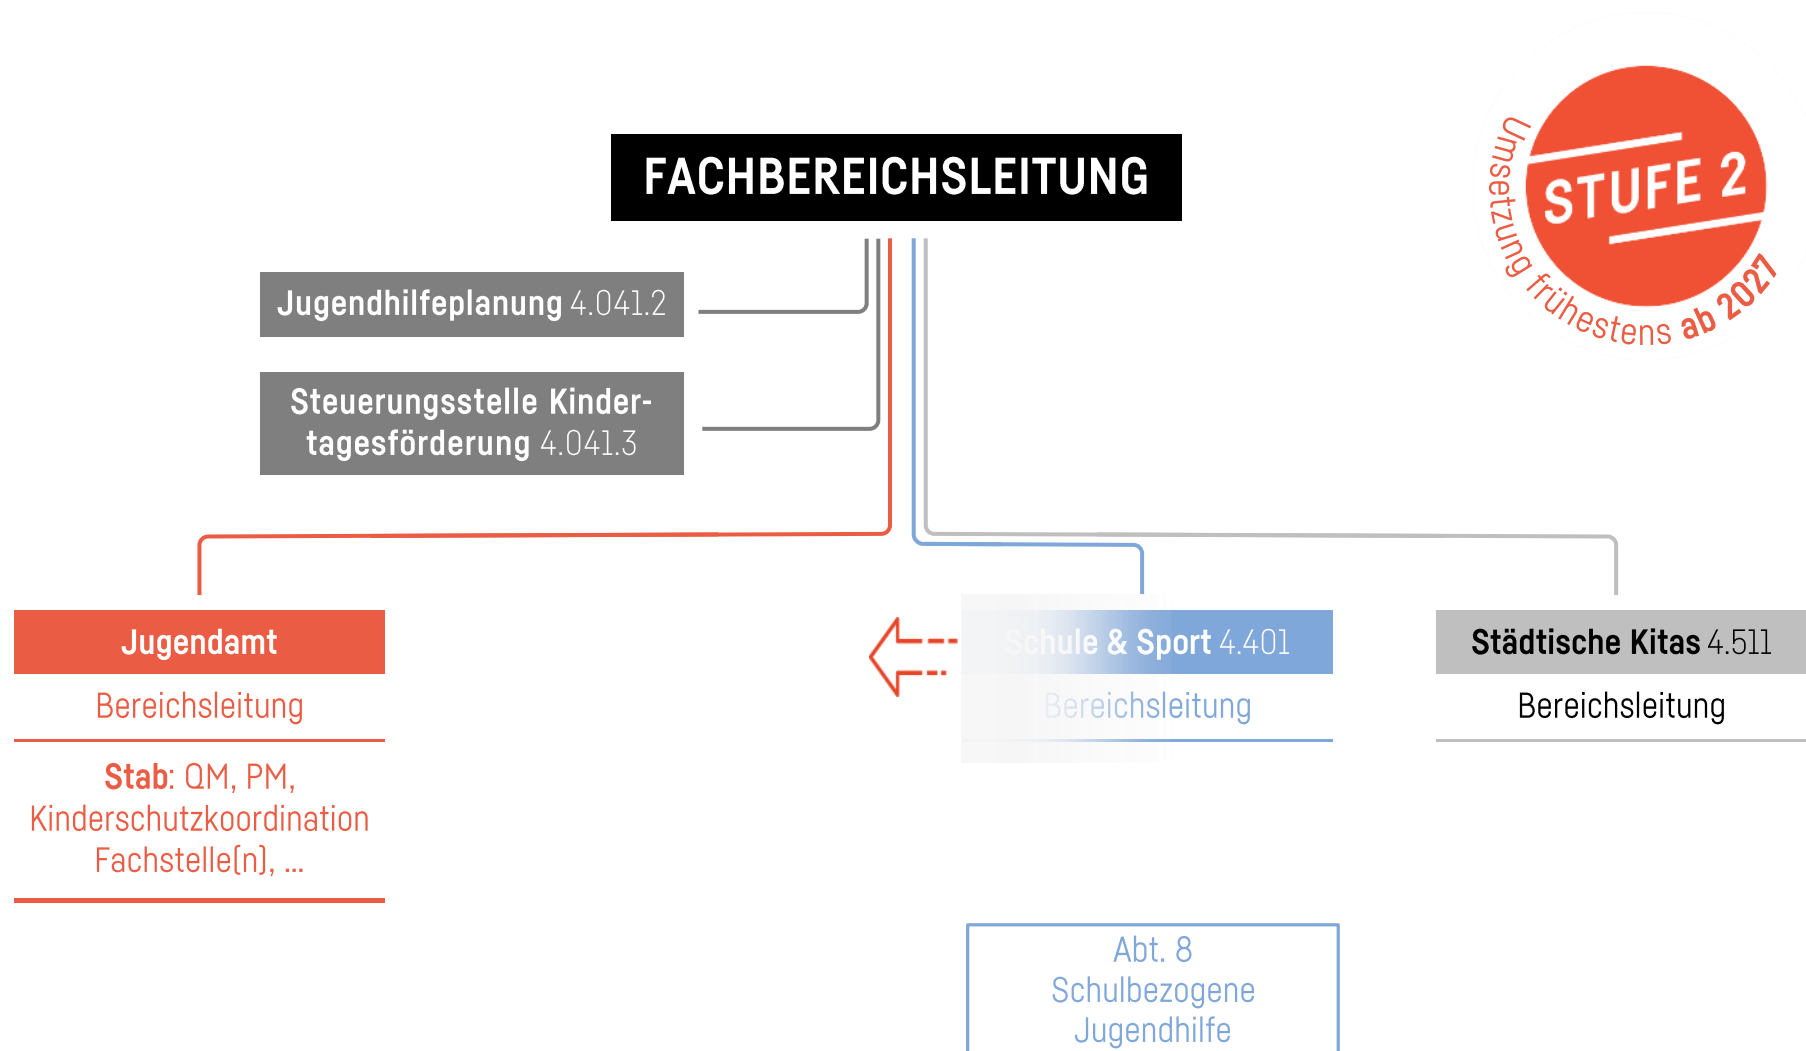 FACHBEREICHSLEITUNG
STUFE 2
Umsetzung frühestens ab 2027
Jugendhilfeplanung 4.041.2
Steuerungsstelle Kinder-
tagesförderung 4.041.3
Jugendamt
Bereichsleitung
Stab: QM, PM,
Kinderschutzkoordination
Fachstelle(n), ...
Schule & Sport 4.401
Bereichsleitung
Städtische Kitas 4.511
Bereichsleitung
Abt. 8
Schulbezogene
Jugendhilfe